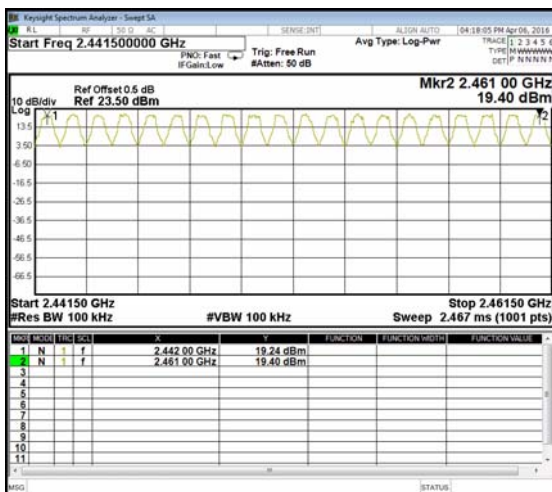 Keysight Spectrum Analyzer - Swept SA
RL RF 50 Ω AC SENSE:INT ALIGN AUTO 04:18:05 PM Apr 06, 2016
Start Freq 2.441500000 GHz
PNO: Fast
IFGain:Low
Trig: Free Run
#Atten: 50 dB
Avg Type: Log-Pwr
TRACE 1 2 3 4 5 6
TYPE M WWWWW
DET P NNNNN
Ref Offset 0.5 dB
Ref 23.50 dBm
10 dB/div
Log
Mkr2 2.461 00 GHz
19.40 dBm
1
2
13.5
3.50
-6.50
-16.5
-26.5
-36.5
-46.5
-56.5
-66.5
Start 2.44150 GHz
Stop 2.46150 GHz
#Res BW 100 kHz
#VBW 100 kHz
Sweep 2.467 ms (1001 pts)
MKR MODE TRC SCL X Y FUNCTION FUNCTION WIDTH FUNCTION VALUE
1 N 1 f 2.442 00 GHz 19.24 dBm
2 N 1 f 2.461 00 GHz 19.40 dBm
3
4
5
6
7
8
9
10
11
MSG STATUS